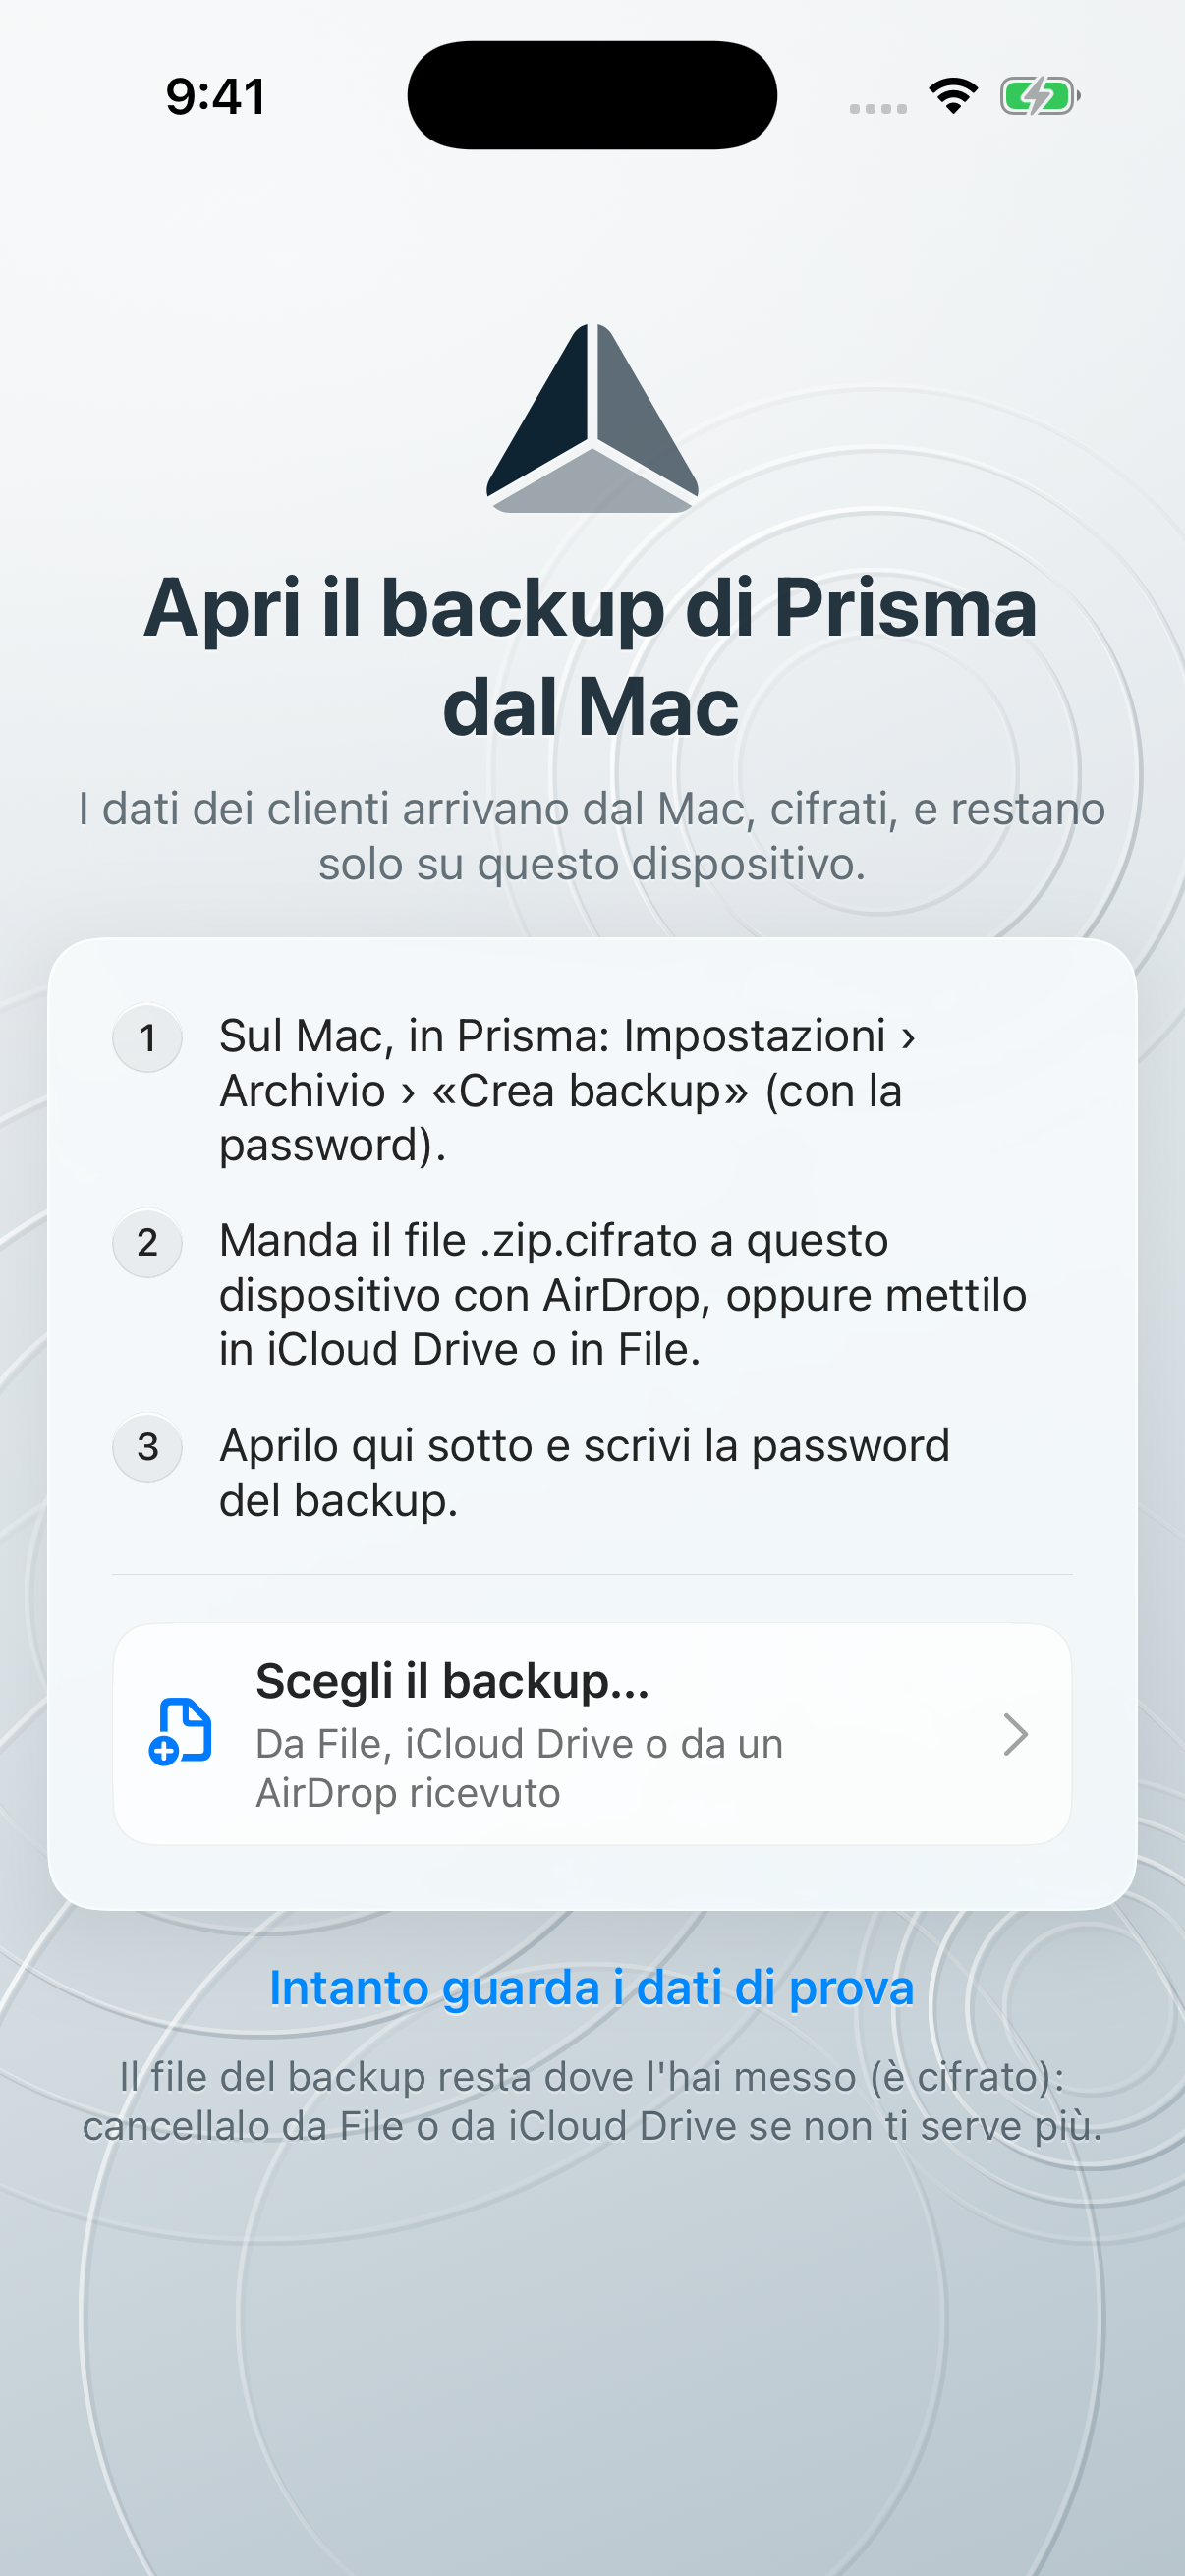 9:41
Apri il backup di Prisma
dal Mac
I dati dei clienti arrivano dal Mac, cifrati, e restano
solo su questo dispositivo.
1 Sul Mac, in Prisma: Impostazioni ›
Archivio › «Crea backup» (con la
password).
2 Manda il file .zip.cifrato a questo
dispositivo con AirDrop, oppure mettilo
in iCloud Drive o in File.
3 Aprilo qui sotto e scrivi la password
del backup.
Scegli il backup...
Da File, iCloud Drive o da un
AirDrop ricevuto
Intanto guarda i dati di prova
Il file del backup resta dove l'hai messo (è cifrato):
cancellalo da File o da iCloud Drive se non ti serve più.